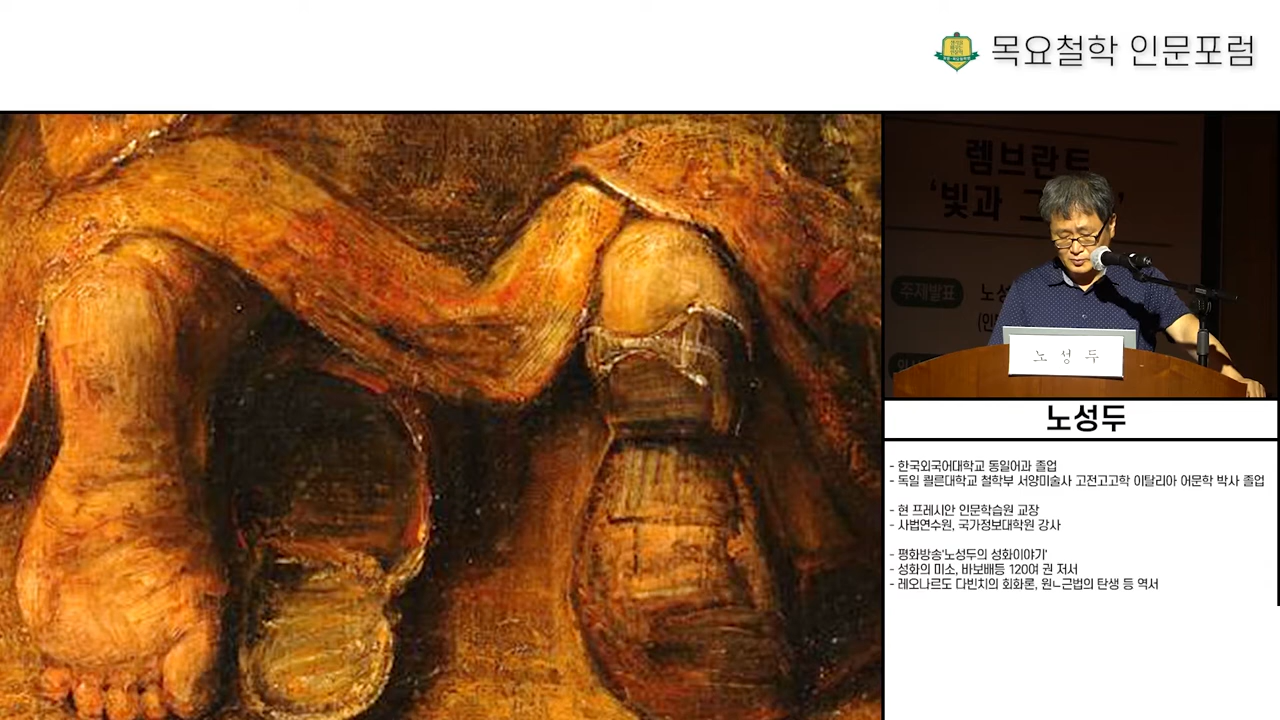 목요철학 인문포럼
렘브란트
'빛과
주제발표
노성
노 성 두
노성두
- 한국외국어대학교 동일어과 졸업
- 독일 쾰른대학교 철학부 서양미술사 고전고고학 이탈리아 어문학 박사 졸업
- 현 프레시안 인문학습원 교장
- 사법연수원, 국가정보대학원 강사
- 평화방송'노성두의 성화이야기'
- 성화의 미소, 바보배등 120여 권 저서
- 레오나르도 다빈치의 회화론, 원ㄴ근법의 탄생 등 역서